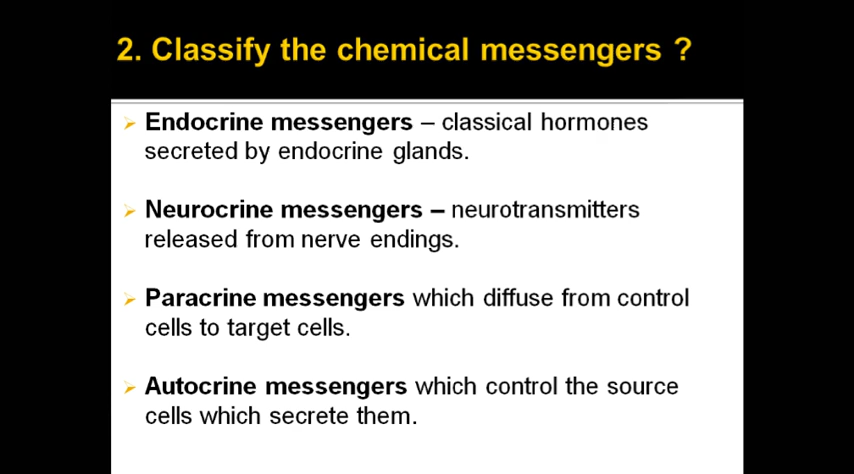 2. Classify the chemical messengers ?
Endocrine messengers – classical hormones
secreted by endocrine glands.
Neurocrine messengers – neurotransmitters
released from nerve endings.
Paracrine messengers which diffuse from control
cells to target cells.
Autocrine messengers which control the source
cells which secrete them.